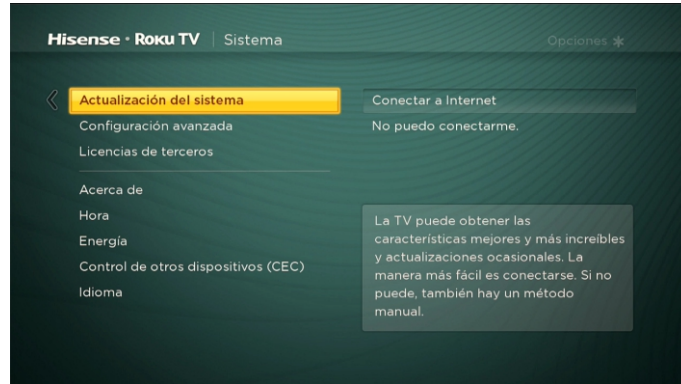 Hisense • Roku TV | Sistema
Opciones ✱
Actualización del sistema
Configuración avanzada
Licencias de terceros
Acerca de
Hora
Energía
Control de otros dispositivos (CEC)
Idioma
Conectar a Internet
No puedo conectarme.
La TV puede obtener las
características mejores y más increíbles
y actualizaciones ocasionales. La
manera más fácil es conectarse. Si no
puede, también hay un método
manual.